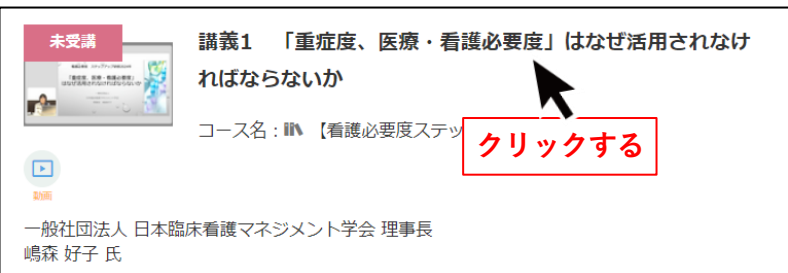 未受講
講義1 「重症度、医療・看護必要度」はなぜ活用されなけ
ればならないか
コース名：【看護必要度ステッ
クリックする
動画
一般社団法人 日本臨床看護マネジメント学会 理事長
嶋森 好子 氏